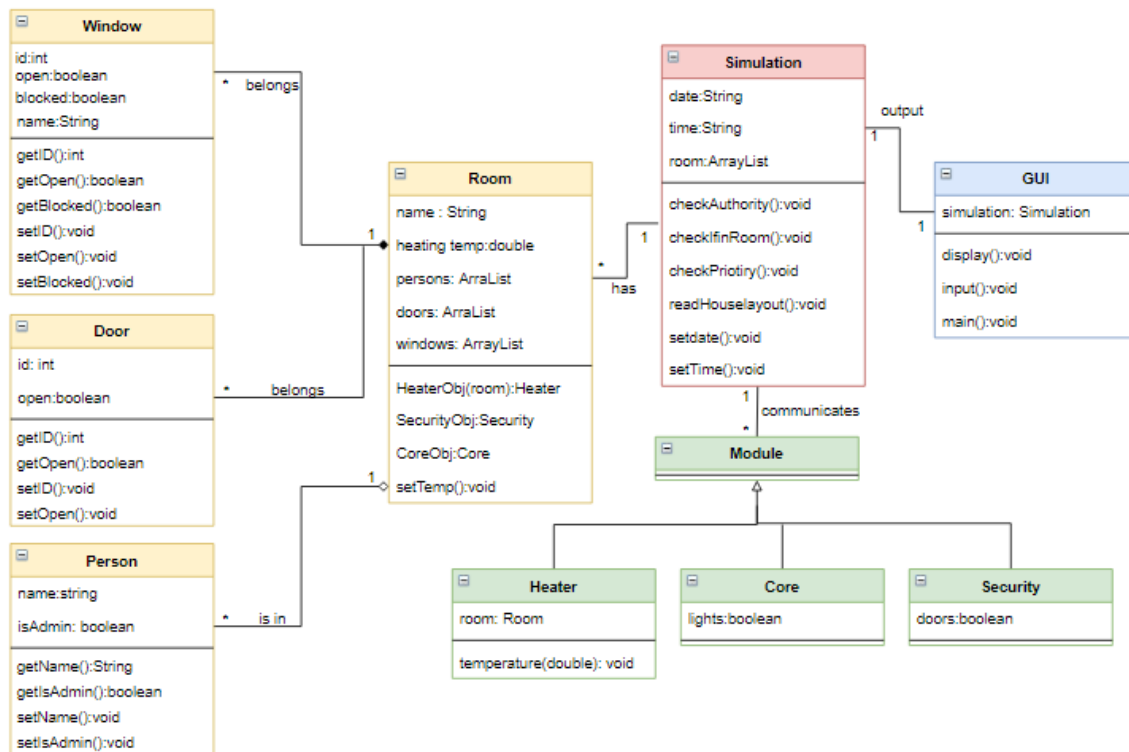 Window
id:int
open:boolean
blocked:boolean
name:String
getID():int
getOpen():boolean
getBlocked():boolean
setID():void
setOpen():void
setBlocked():void
* belongs
Door
id: int
open:boolean
getID():int
getOpen():boolean
setID():void
setOpen():void
* belongs
Person
name:string
isAdmin: boolean
getName():String
getIsAdmin():boolean
setName():void
setIsAdmin():void
* is in
1
1
Room
name : String
heating temp:double
persons: ArraList
doors: ArraList
windows: ArrayList
HeaterObj(room):Heater
SecurityObj:Security
CoreObj:Core
setTemp():void
*
has
1
Simulation
date:String
time:String
room:ArrayList
checkAuthority():void
checkIfinRoom():void
checkPriotiry():void
readHouselayout():void
setdate():void
setTime():void
output
1
1
GUI
simulation: Simulation
display():void
input():void
main():void
1
communicates
*
Module
Heater
room: Room
temperature(double): void
Core
lights:boolean
Security
doors:boolean